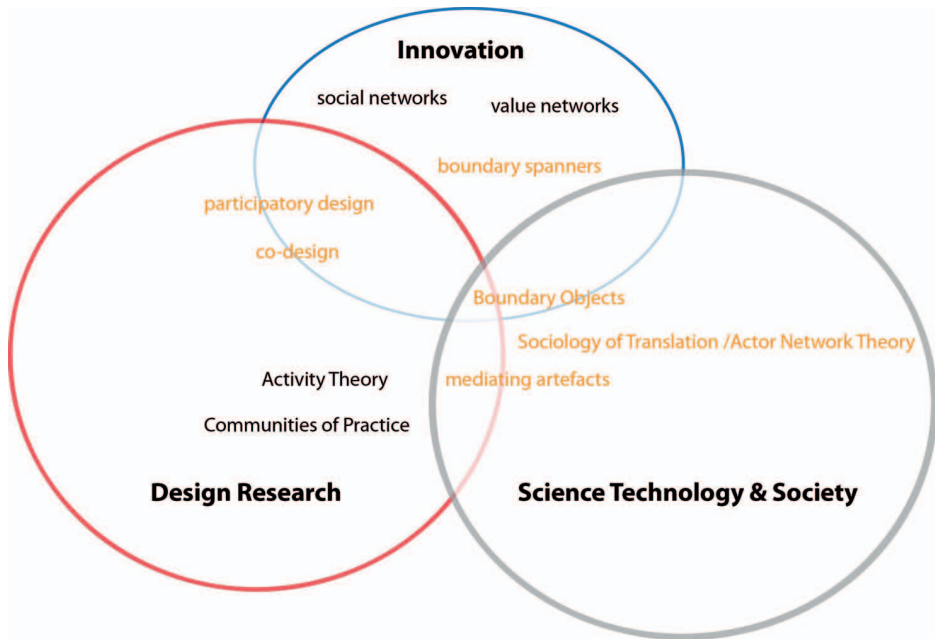 Innovation
social networks
value networks
boundary spanners
participatory design
co-design
Boundary Objects
Sociology of Translation /Actor Network Theory
Activity Theory
mediating artefacts
Communities of Practice
Design Research
Science Technology & Society